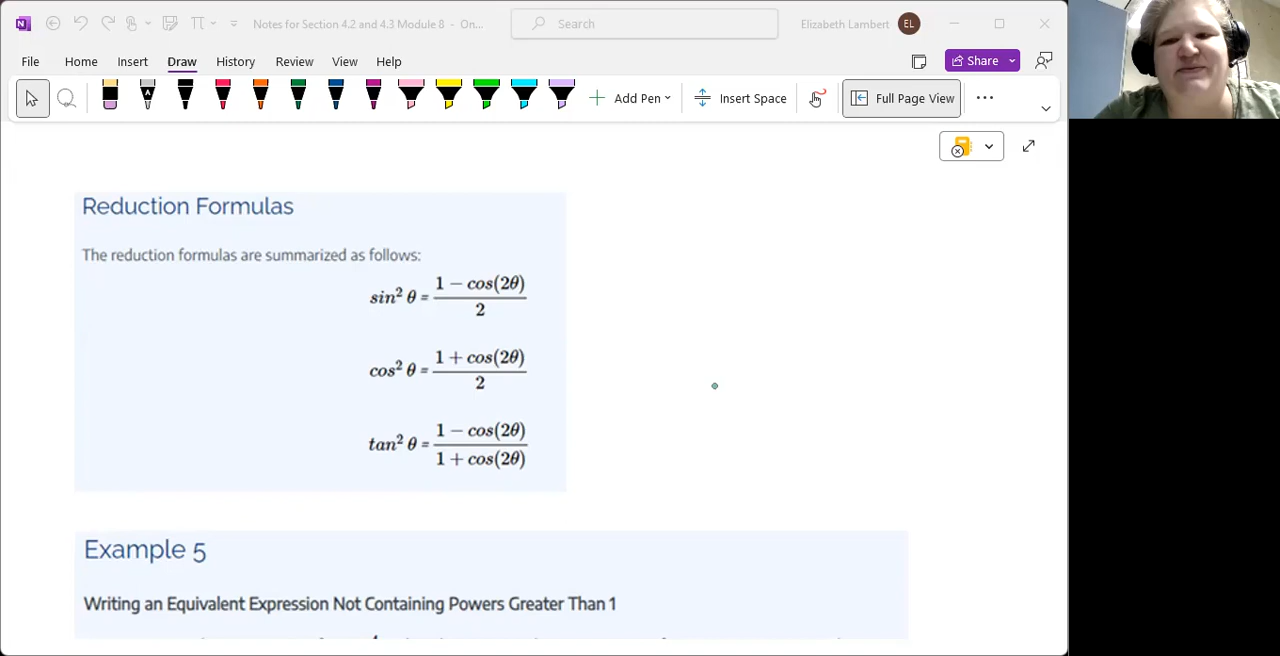 Notes for Section 4.2 and 4.3 Module 8 - On...
Search
Elizabeth Lambert
EL
File Home Insert Draw History Review View Help
Share
Add Pen
Insert Space
Full Page View
Reduction Formulas
The reduction formulas are summarized as follows:
sin² θ = (1 − cos(2θ))/2
cos² θ = (1 + cos(2θ))/2
tan² θ = (1 − cos(2θ))/(1 + cos(2θ))
Example 5
Writing an Equivalent Expression Not Containing Powers Greater Than 1